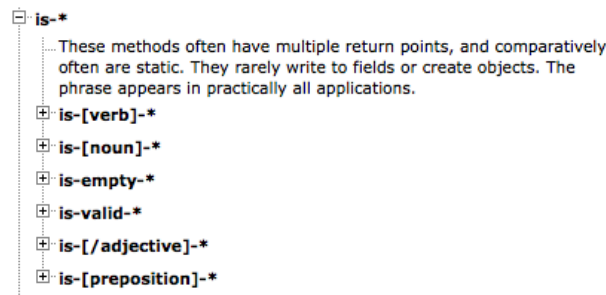 is-*
These methods often have multiple return points, and comparatively
often are static. They rarely write to fields or create objects. The
phrase appears in practically all applications.
is-[verb]-*
is-[noun]-*
is-empty-*
is-valid-*
is-[/adjective]-*
is-[preposition]-*